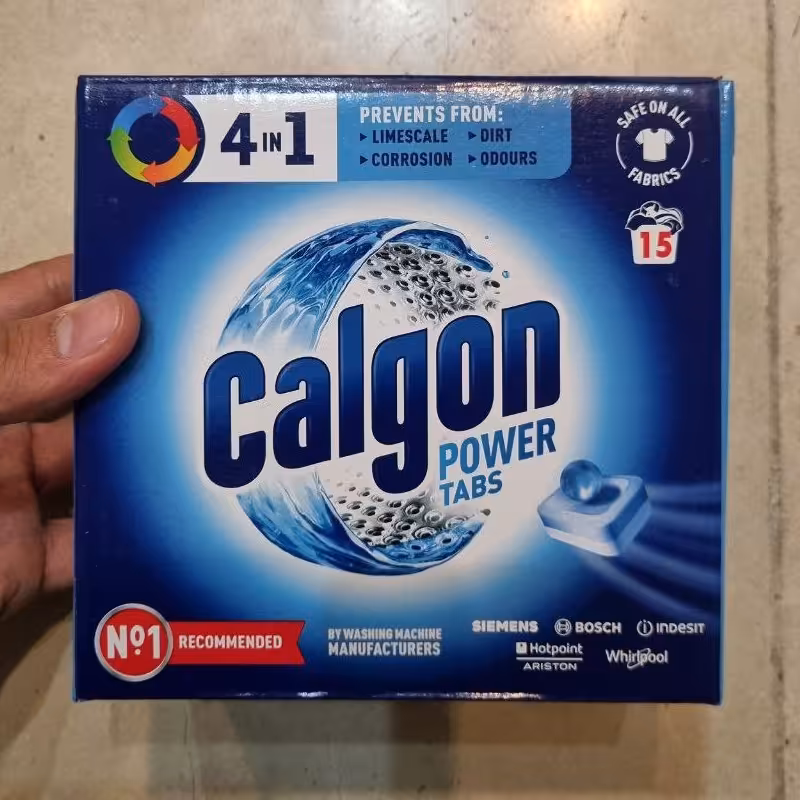 4 IN 1
PREVENTS FROM:
LIMESCALE
DIRT
CORROSION
ODOURS
SAFE ON ALL
FABRICS
15
Calgon
POWER
TABS
Nº1
RECOMMENDED
BY WASHING MACHINE
MANUFACTURERS
SIEMENS
BOSCH
INDESIT
Hotpoint
ARISTON
Whirlpool